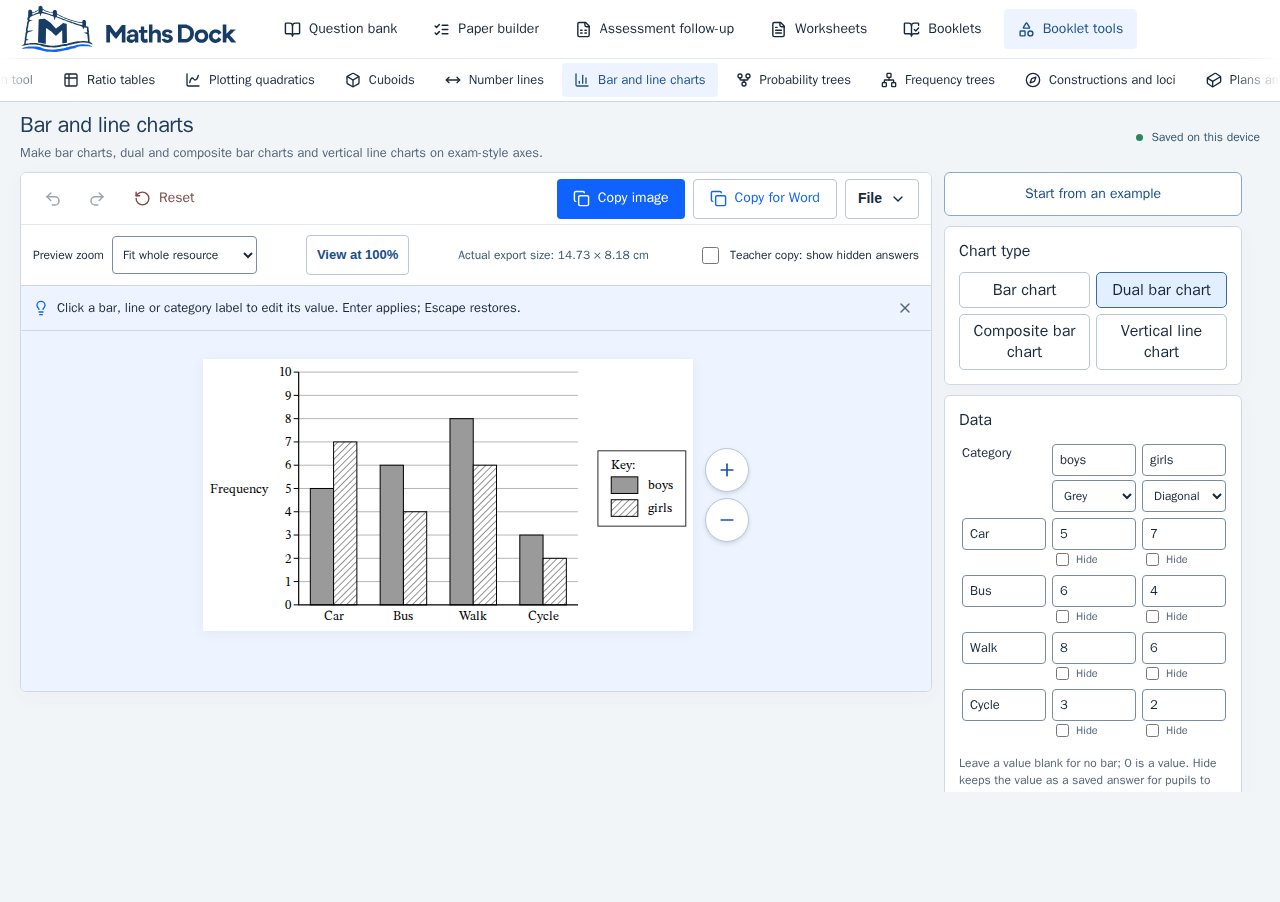 Maths Dock
Question bank
Paper builder
Assessment follow-up
Worksheets
Booklets
Booklet tools
n tool
Ratio tables
Plotting quadratics
Cuboids
Number lines
Bar and line charts
Probability trees
Frequency trees
Constructions and loci
Plans an
Bar and line charts
Make bar charts, dual and composite bar charts and vertical line charts on exam-style axes.
Saved on this device
Reset
Copy image
Copy for Word
File
Preview zoom
Fit whole resource
View at 100%
Actual export size: 14.73 × 8.18 cm
Teacher copy: show hidden answers
Click a bar, line or category label to edit its value. Enter applies; Escape restores.
10
9
8
7
6
5
4
3
2
1
0
Frequency
Car
Bus
Walk
Cycle
Key:
boys
girls
Start from an example
Chart type
Bar chart
Dual bar chart
Composite bar
chart
Vertical line
chart
Data
Category
boys
girls
Grey
Diagonal
Car
5
7
Hide
Hide
Bus
6
4
Hide
Hide
Walk
8
6
Hide
Hide
Cycle
3
2
Hide
Hide
Leave a value blank for no bar; 0 is a value. Hide
keeps the value as a saved answer for pupils to